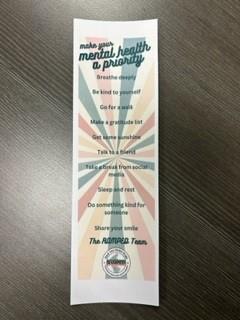 make your
mental health
a priority
Breathe deeply
Be kind to yourself
Go for a walk
Make a gratitude list
Get some sunshine
Talk to a friend
Take a break from social
media
Sleep and rest
Do something kind for
someone
Share your smile
The ROMPED Team